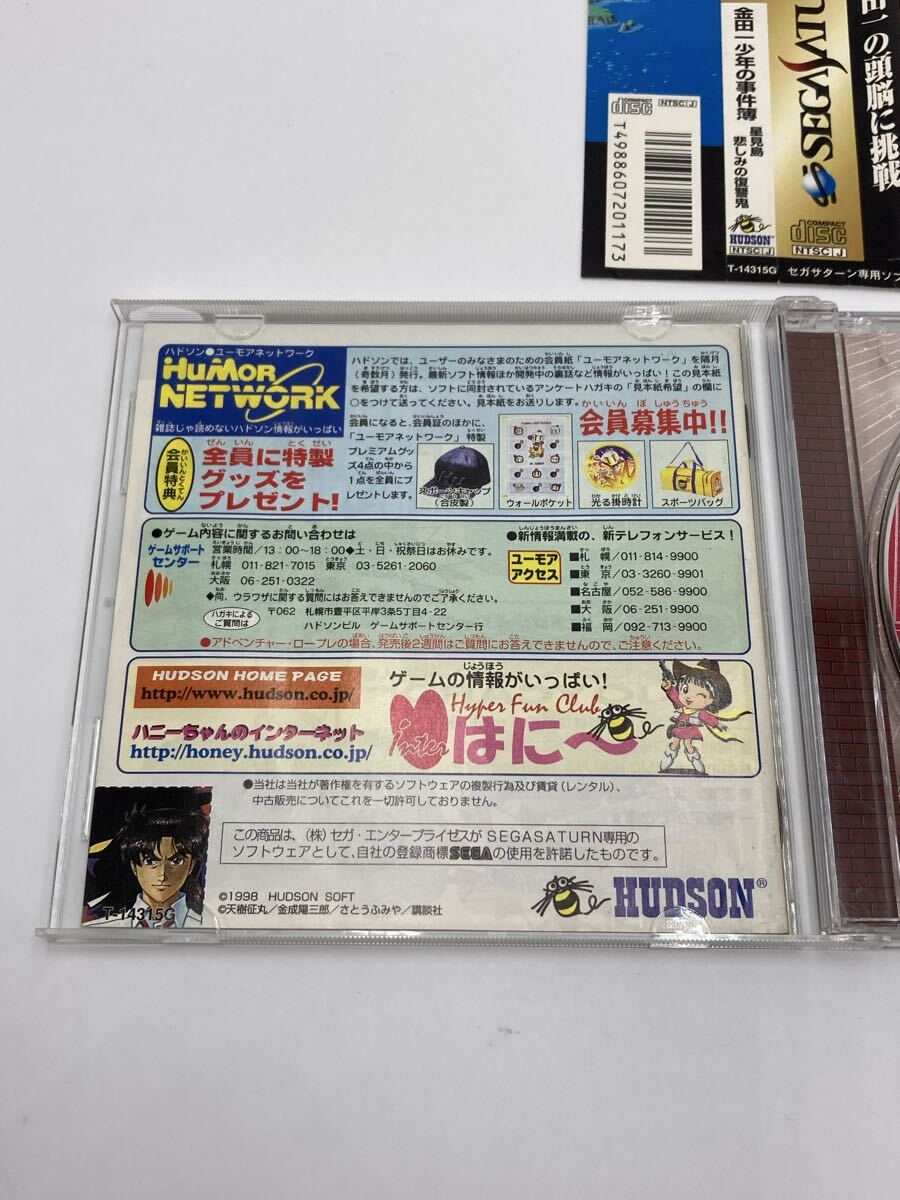 金田一の頭脳に挑戦
SEGA SATURN
COMPACT
disc
NTSC J
セガサターン専用ソフ
金田一少年の事件簿
星見島
悲しみの復讐鬼
HUDSON
NTSC J
T-14315G
COMPACT
disc
NTSC J
T4988607201173
ハドソン●ユーモアネットワーク
HuMoR
NETWORK
雑誌じゃ読めないハドソン情報がいっぱい
ハドソンでは、ユーザーのみなさまのための会員紙「ユーモアネットワーク」を隔月
(奇数月)発行。最新ソフト情報ほか開発中の裏話など情報がいっぱい!この見本紙
を希望する方は、ソフトに同封されているアンケートハガキの「見本紙希望」の欄に
○をつけて送ってください。見本紙をお送りします。
会員募集中!!
会員特典
全員に特製
グッズを
プレゼント!
会員になると、会員証のほかに、
「ユーモアネットワーク」特製
プレミアムグッ
ズ4点の中から
1点を全員にプ
レゼントします。
スポーツキャップ
(合皮製)
ウォールポケット
光る掛時計
スポーツバッグ
●ゲーム内容に関するお問い合わせは
ゲームサポート
センター
営業時間/13:00〜18:00◆土・日・祝祭日はお休みです。
札幌 011-821-7015 東京 03-5261-2060
大阪 06-251-0322
◆尚、ウラワザに関する質問にはお答えできませんのでご了承ください。
ハガキによる
ご質問は
〒062 札幌市豊平区平岸3条5丁目4-22
ハドソンビル ゲームサポートセンター行
●新情報満載の、新テレフォンサービス!
ユーモア
アクセス
■札 幌/011-814-9900
■東 京/03-3260-9901
■名古屋/052-586-9900
■大 阪/06-251-9900
■福 岡/092-713-9900
●アドベンチャー・ロープレの場合、発売後2週間はご質問にお答えできませんので、ご注意ください。
HUDSON HOME PAGE
http://www.hudson.co.jp/
ハニーちゃんのインターネット
http://honey.hudson.co.jp/
ゲームの情報がいっぱい!
Hyper Fun Club
inter はに〜
●当社は当社が著作権を有するソフトウェアの複製行為及び賃貸(レンタル)、
中古販売についてこれを一切許可しておりません。
この商品は、(株)セガ・エンタープライゼスがSEGASATURN専用の
ソフトウェアとして、自社の登録商標SEGAの使用を許諾したものです。
T-14315G
©1998 HUDSON SOFT
©天樹征丸/金成陽三郎/さとうふみや/講談社
HUDSON®